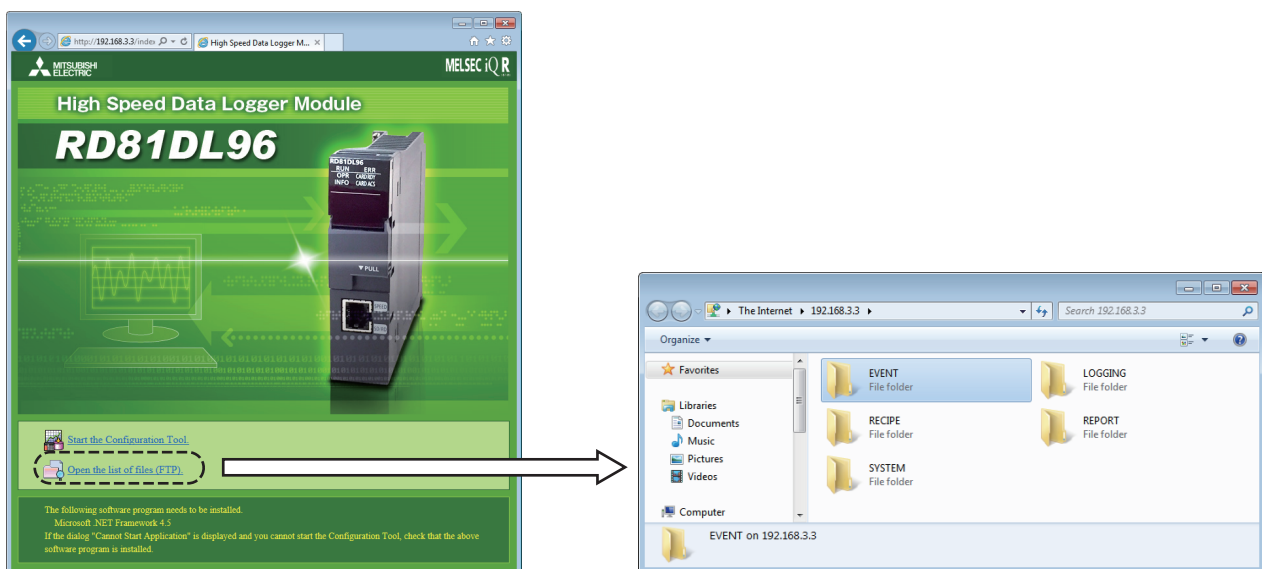 http://192.168.3.3/index
High Speed Data Logger M...
MITSUBISHI
ELECTRIC
MELSEC iQ R
High Speed Data Logger Module
RD81DL96
RD81DL96
RUN ERR
OPR CARD RDY
INFO CARD ACS
PULL
SPEED
Start the Configuration Tool.
Open the list of files (FTP).
The following software program needs to be installed.
Microsoft .NET Framework 4.5
If the dialog "Cannot Start Application" is displayed and you cannot start the Configuration Tool, check that the above
software program is installed.
The Internet
192.168.3.3
Search 192.168.3.3
Organize
Favorites
Libraries
Documents
Music
Pictures
Videos
Computer
EVENT
File folder
LOGGING
File folder
RECIPE
File folder
REPORT
File folder
SYSTEM
File folder
EVENT on 192.168.3.3